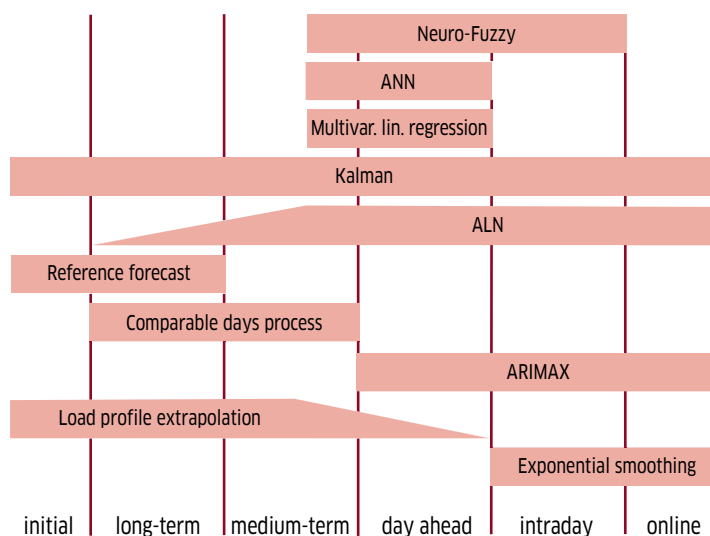 Neuro-Fuzzy
ANN
Multivar. lin. regression
Kalman
ALN
Reference forecast
Comparable days process
ARIMAX
Load profile extrapolation
Exponential smoothing
initial long-term medium-term day ahead intraday online